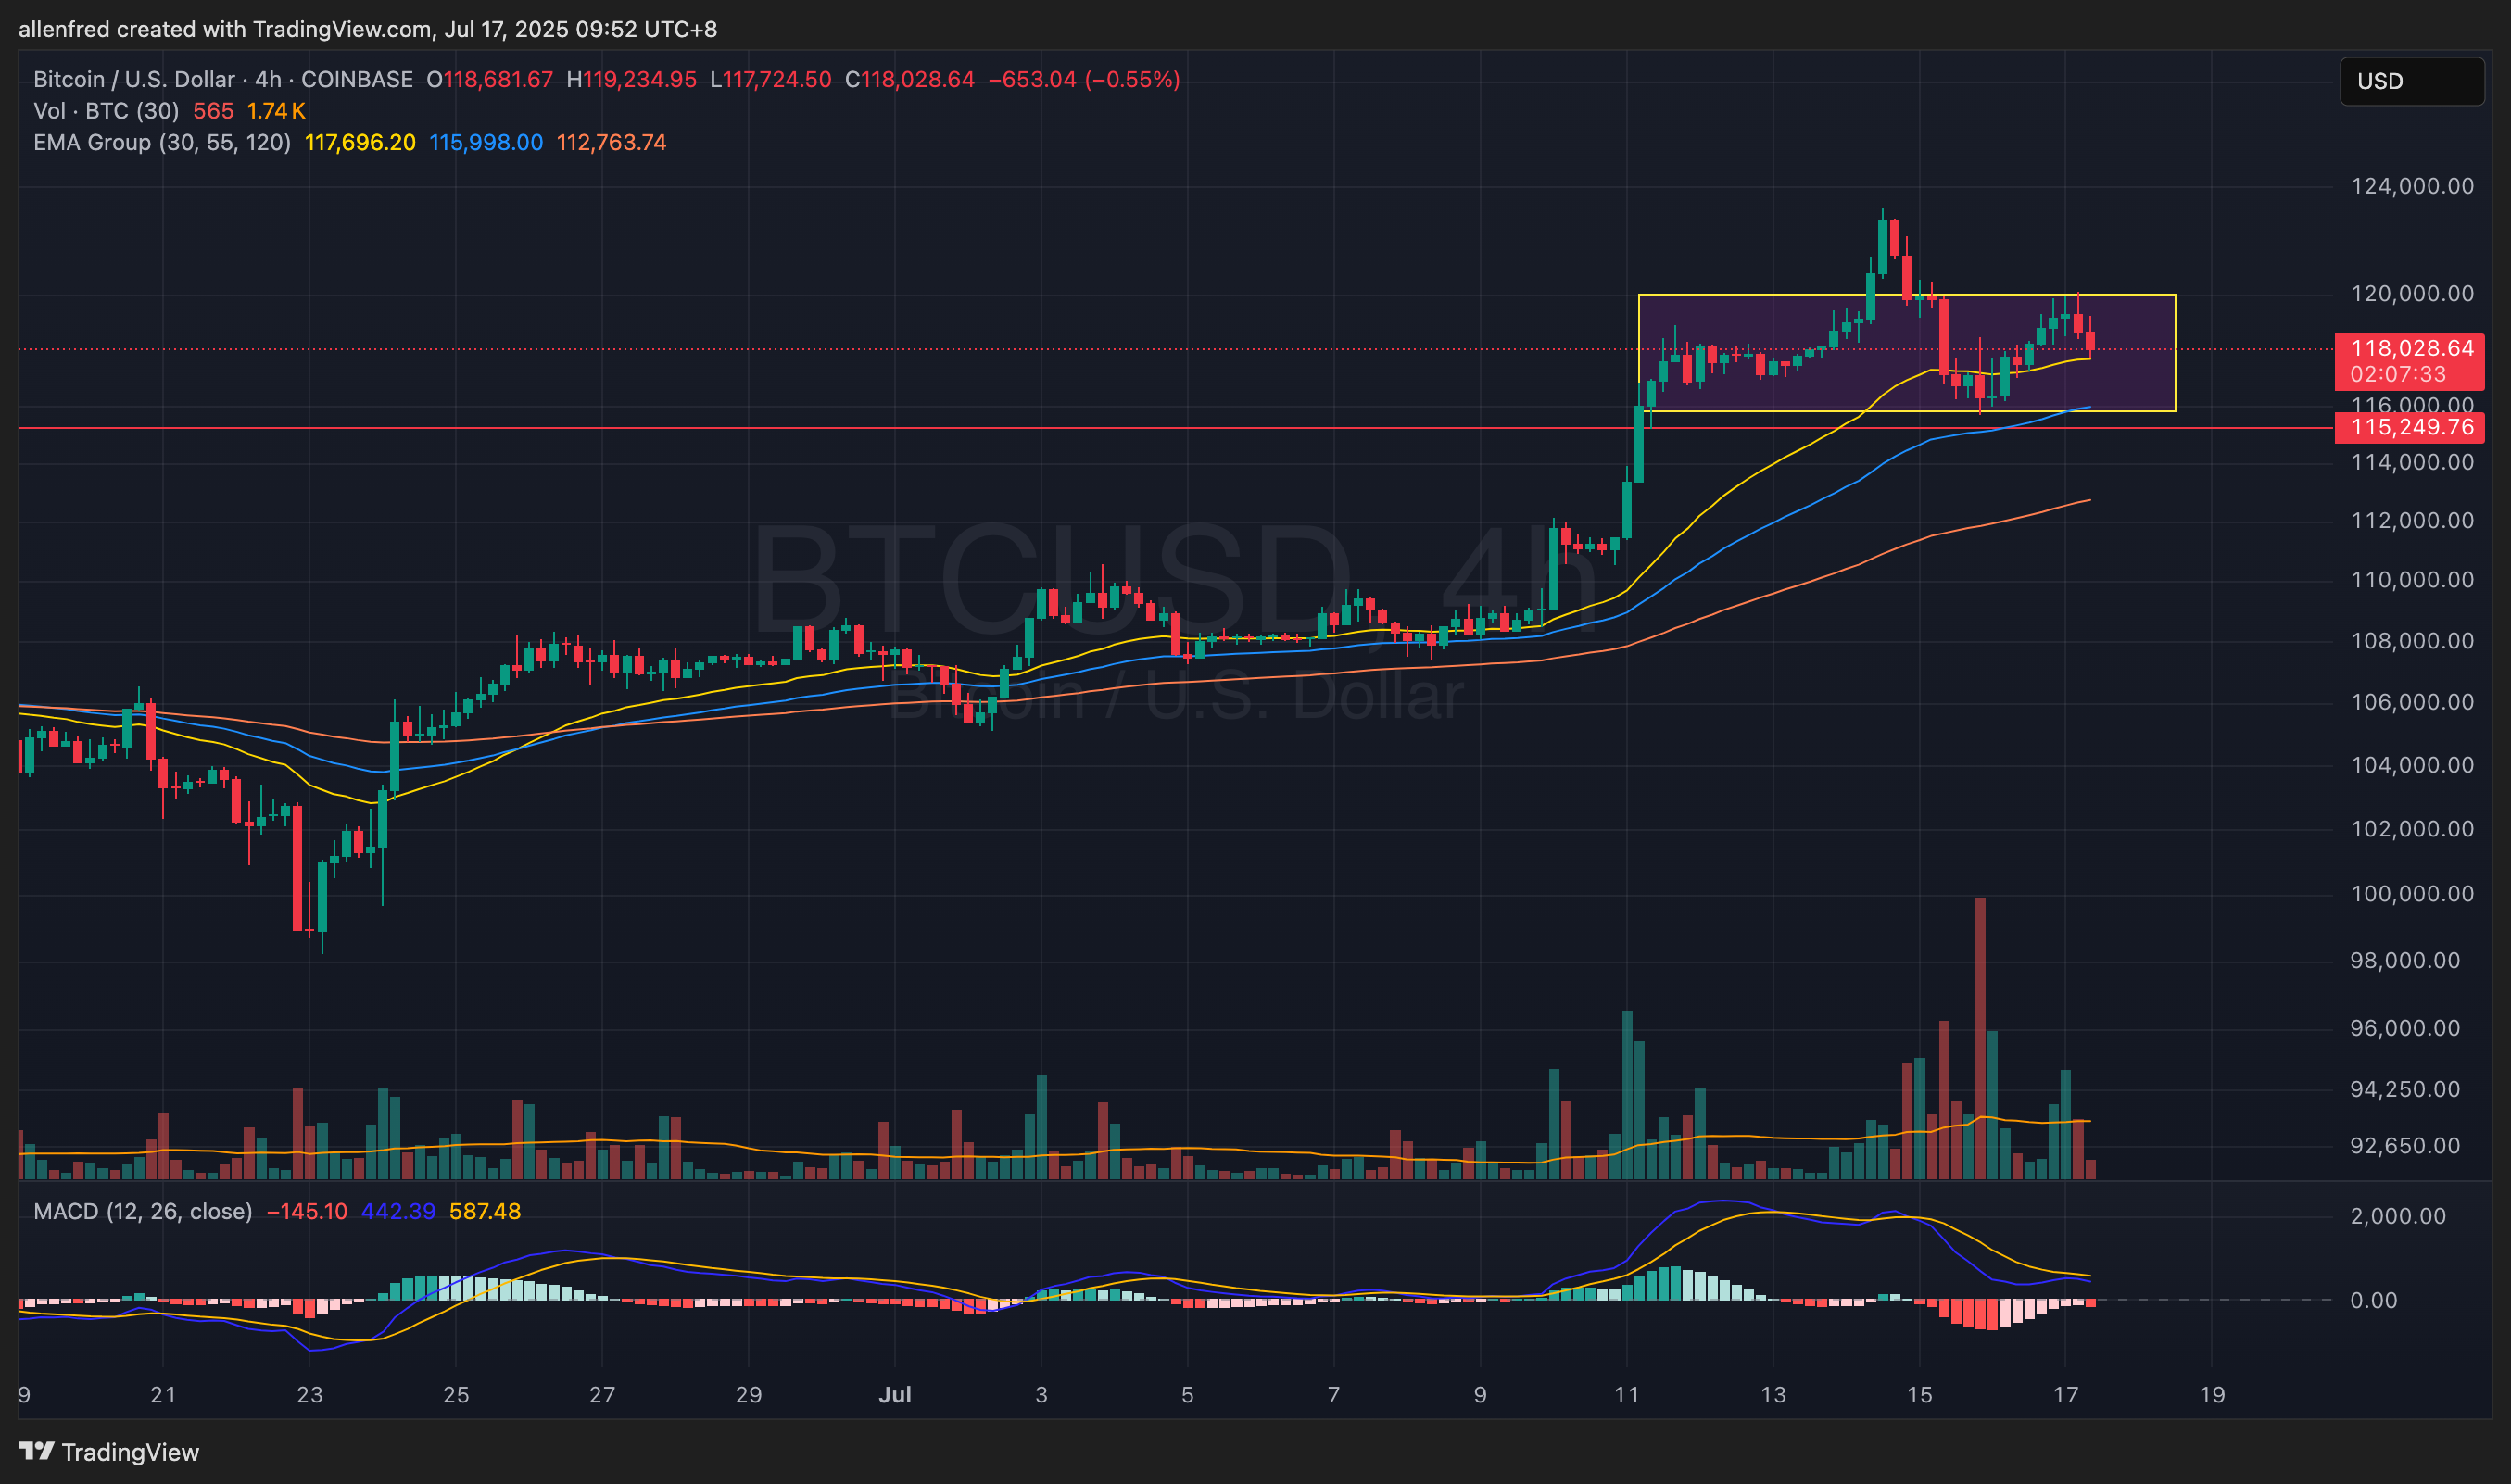 allenfred created with TradingView.com, Jul 17, 2025 09:52 UTC+8
Bitcoin / U.S. Dollar · 4h · COINBASE O118,681.67 H119,234.95 L117,724.50 C118,028.64 −653.04 (−0.55%)
Vol · BTC (30) 565 1.74 K
EMA Group (30, 55, 120) 117,696.20 115,998.00 112,763.74
USD
124,000.00
120,000.00
118,028.64
02:07:33
116,000.00
115,249.76
114,000.00
112,000.00
110,000.00
108,000.00
106,000.00
104,000.00
102,000.00
100,000.00
98,000.00
96,000.00
94,250.00
92,650.00
BTCUSD, 4h
Bitcoin / U.S. Dollar
MACD (12, 26, close) −145.10 442.39 587.48
2,000.00
0.00
9 21 23 25 27 29 Jul 3 5 7 9 11 13 15 17 19
TradingView